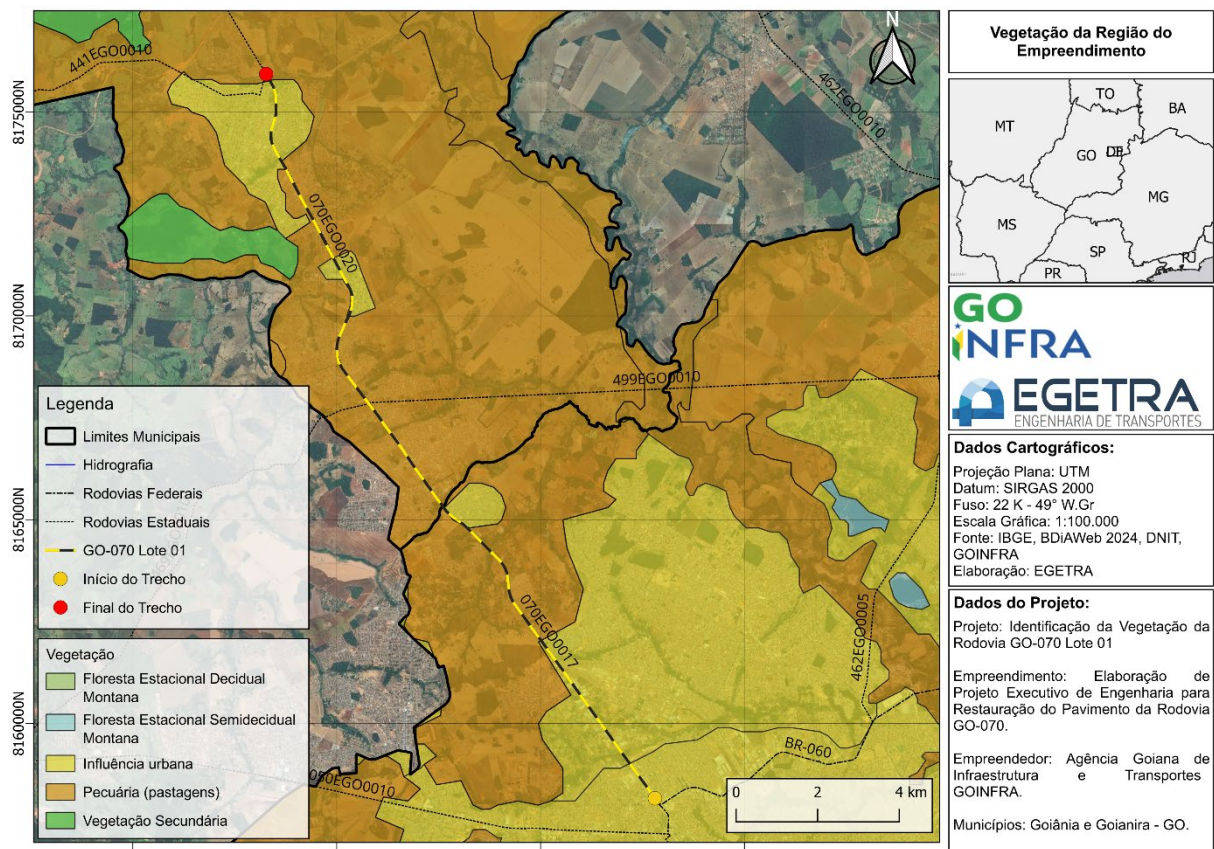 N
441EGO0010
462EGO0010
8175000N
070EGO0020
8170000N
499EGO0010
8165000N
070EGO0017
462EGO0005
8160000N
BR-060
050EGO0010
0 2 4 km
Legenda
Limites Municipais
Hidrografia
Rodovias Federais
Rodovias Estaduais
GO-070 Lote 01
Início do Trecho
Final do Trecho
Vegetação
Floresta Estacional Decidual
Montana
Floresta Estacional Semidecidual
Montana
Influência urbana
Pecuária (pastagens)
Vegetação Secundária
Vegetação da Região do
Empreendimento
TO
BA
MT
GO
DF
MG
MS
SP
RJ
PR
GO
INFRA
EGETRA
ENGENHARIA DE TRANSPORTES
Dados Cartográficos:
Projeção Plana: UTM
Datum: SIRGAS 2000
Fuso: 22 K - 49° W.Gr
Escala Gráfica: 1:100.000
Fonte: IBGE, BDiAWeb 2024, DNIT,
GOINFRA
Elaboração: EGETRA
Dados do Projeto:
Projeto: Identificação da Vegetação da
Rodovia GO-070 Lote 01
Empreendimento: Elaboração de
Projeto Executivo de Engenharia para
Restauração do Pavimento da Rodovia
GO-070.
Empreendedor: Agência Goiana de
Infraestrutura e Transportes
GOINFRA.
Municípios: Goiânia e Goianira - GO.